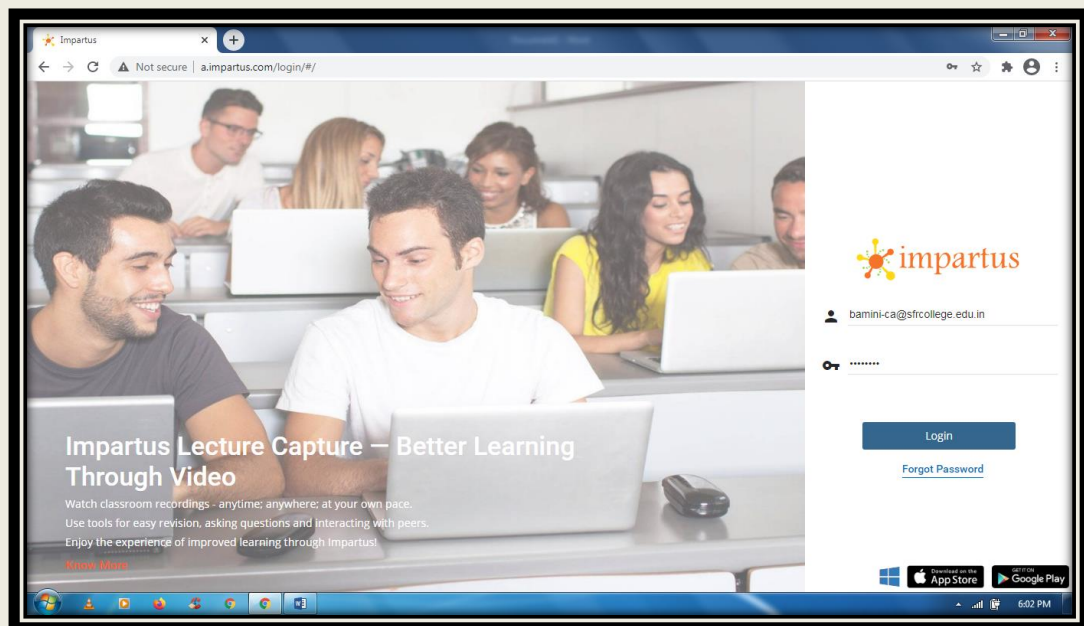 Impartus
Not secure | a.impartus.com/login/#/
impartus
bamini-ca@sfrcollege.edu.in
Login
Forgot Password
Impartus Lecture Capture — Better Learning
Through Video
Watch classroom recordings - anytime; anywhere; at your own pace.
Use tools for easy revision, asking questions and interacting with peers.
Enjoy the experience of improved learning through Impartus!
Know More
Download on the
App Store
GET IT ON
Google Play
6:02 PM